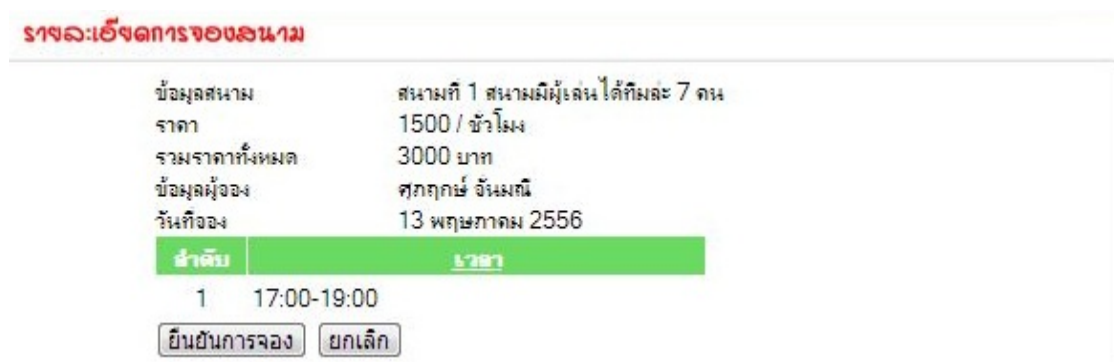 รายละเอียดการจองสนาม
ข้อมูลสนาม สนามที่ 1 สนามมีผู้เล่นได้ทีมล่ะ 7 คน
ราคา 1500 / ชั่วโมง
รวมราคาทั้งหมด 3000 บาท
ข้อมูลผู้จอง ศุภฤกษ์ จันมณี
วันที่จอง 13 พฤษภาคม 2556
ลำดับ เวลา
1 17:00-19:00
ยืนยันการจอง ยกเลิก